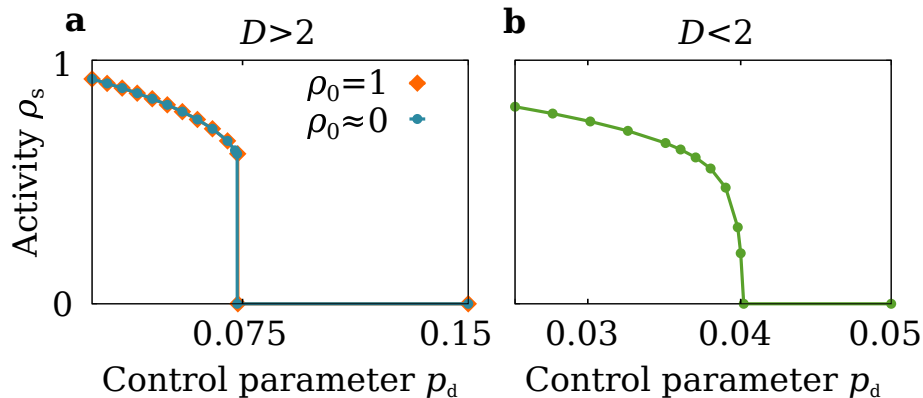 a
D>2
b
D<2
Activity ρs
1
0
ρ0=1
ρ0≈0
0.075
0.15
0.03
0.04
0.05
Control parameter pd
Control parameter pd